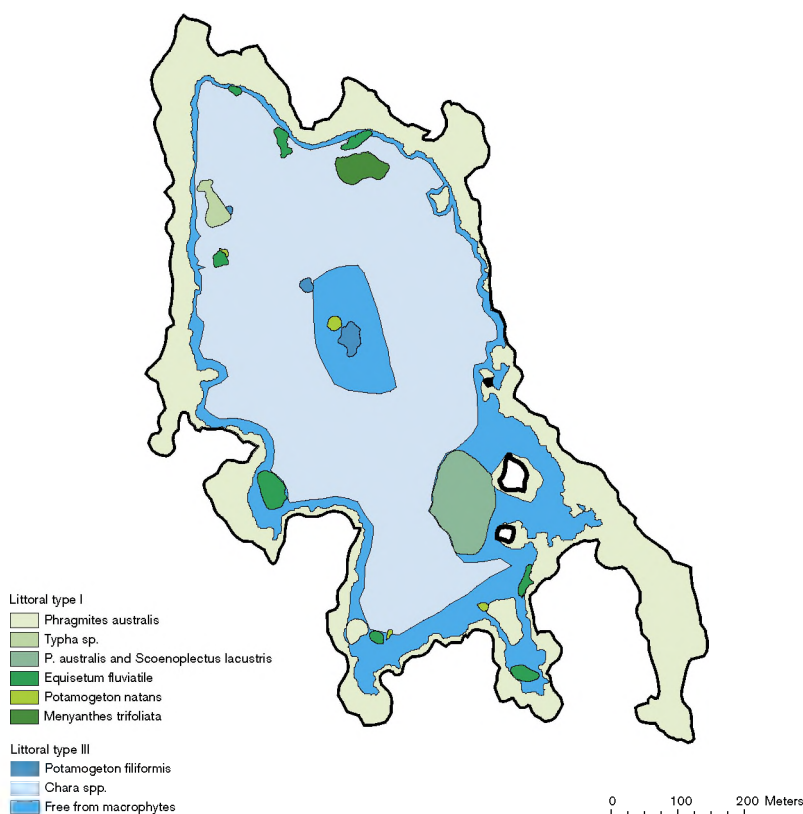 Littoral type I
Phragmites australis
Typha sp.
P. australis and Scoenoplectus lacustris
Equisetum fluviatile
Potamogeton natans
Menyanthes trifoliata
Littoral type III
Potamogeton filiformis
Chara spp.
Free from macrophytes
0 100 200 Meters